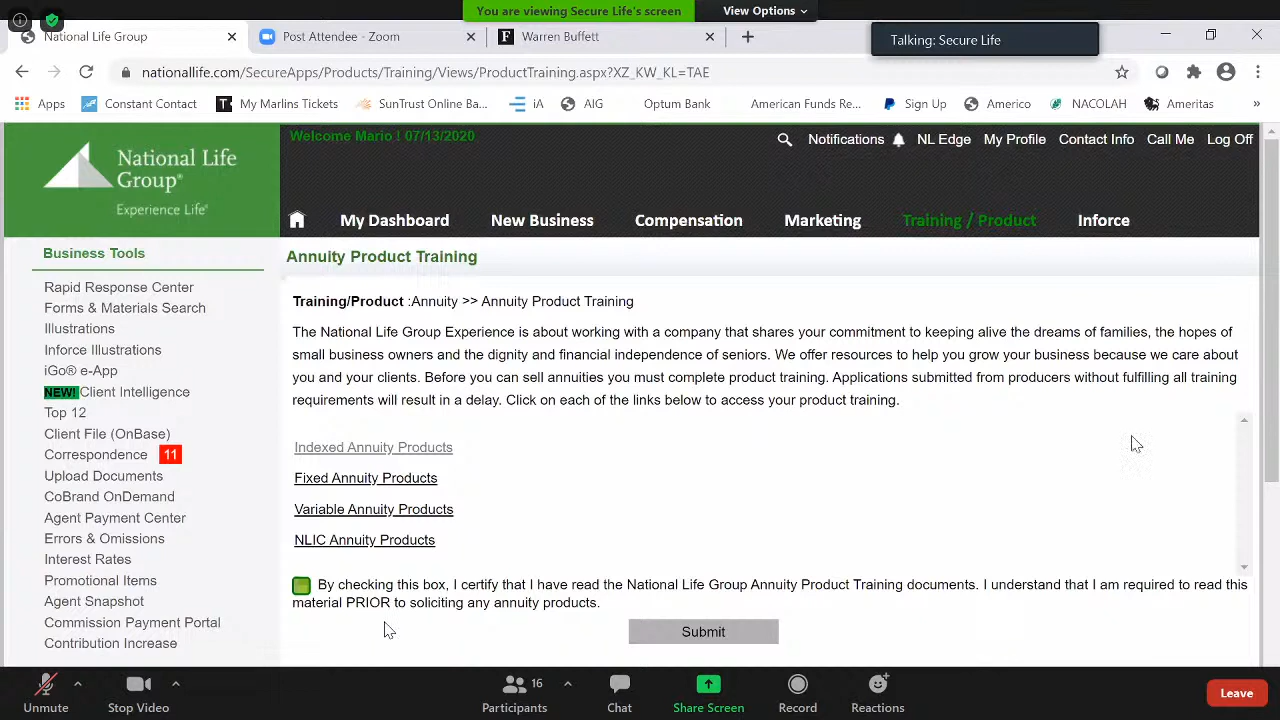 You are viewing Secure Life's screen
View Options
National Life Group
Post Attendee - Zoom
F
Warren Buffett
Talking: Secure Life
nationallife.com/SecureApps/Products/Training/Views/ProductTraining.aspx?XZ_KW_KL=TAE
Apps
Constant Contact
T
My Marlins Tickets
SunTrust Online Ba...
iA
AIG
Optum Bank
American Funds Re...
Sign Up
Americo
NACOLAH
Ameritas
»
Welcome Mario ! 07/13/2020
Notifications
NL Edge
My Profile
Contact Info
Call Me
Log Off
National Life
Group®
Experience Life®
My Dashboard
New Business
Compensation
Marketing
Training / Product
Inforce
Business Tools
Rapid Response Center
Forms & Materials Search
Illustrations
Inforce Illustrations
iGo® e-App
NEW! Client Intelligence
Top 12
Client File (OnBase)
Correspondence 11
Upload Documents
CoBrand OnDemand
Agent Payment Center
Errors & Omissions
Interest Rates
Promotional Items
Agent Snapshot
Commission Payment Portal
Contribution Increase
Annuity Product Training
Training/Product :Annuity >> Annuity Product Training
The National Life Group Experience is about working with a company that shares your commitment to keeping alive the dreams of families, the hopes of
small business owners and the dignity and financial independence of seniors. We offer resources to help you grow your business because we care about
you and your clients. Before you can sell annuities you must complete product training. Applications submitted from producers without fulfilling all training
requirements will result in a delay. Click on each of the links below to access your product training.
Indexed Annuity Products
Fixed Annuity Products
Variable Annuity Products
NLIC Annuity Products
By checking this box, I certify that I have read the National Life Group Annuity Product Training documents. I understand that I am required to read this
material PRIOR to soliciting any annuity products.
Submit
Unmute
Stop Video
16
Participants
Chat
Share Screen
Record
Reactions
Leave